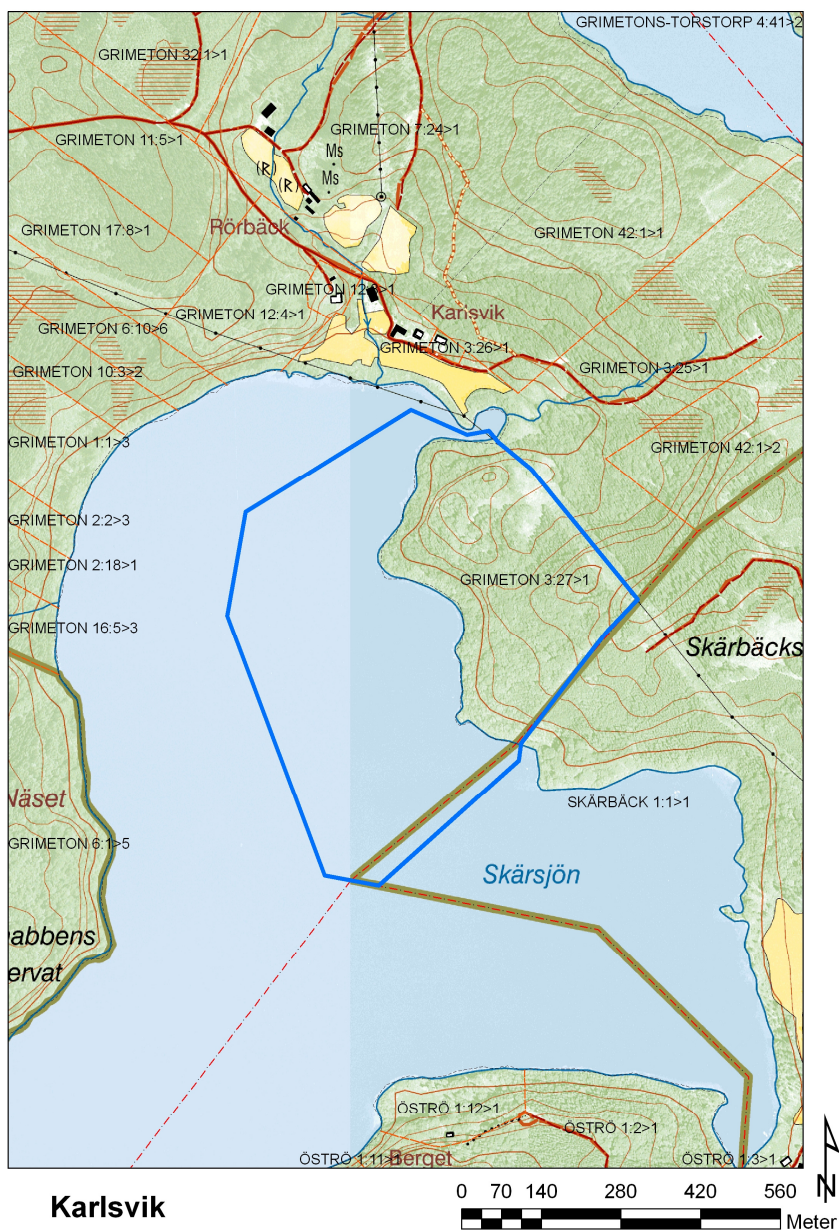 GRIMETONS-TORSTORP 4:41>2
GRIMETON 32:1>1
GRIMETON 7:24>1
GRIMETON 11:5>1
Ms
(R)
(R)
Ms
Rörbäck
GRIMETON 17:8>1
GRIMETON 42:1>1
GRIMETON 12:
>1
GRIMETON 12:4>1
Karlsvik
GRIMETON 6:10>6
GRIMETON 3:26>1
GRIMETON 10:3>2
GRIMETON 3:25>1
GRIMETON 1:1>3
GRIMETON 42:1>2
GRIMETON 2:2>3
GRIMETON 2:18>1
GRIMETON 3:27>1
GRIMETON 16:5>3
Skärbäcks
Näset
SKÄRBÄCK 1:1>1
GRIMETON 6:1>5
Skärsjön
abbens
ervat
ÖSTRÖ 1:12>1
ÖSTRÖ 1:2>1
ÖSTRÖ 1:11
Berget
ÖSTRÖ 1:3>1
Karlsvik
0 70 140 280 420 560
Meter
N